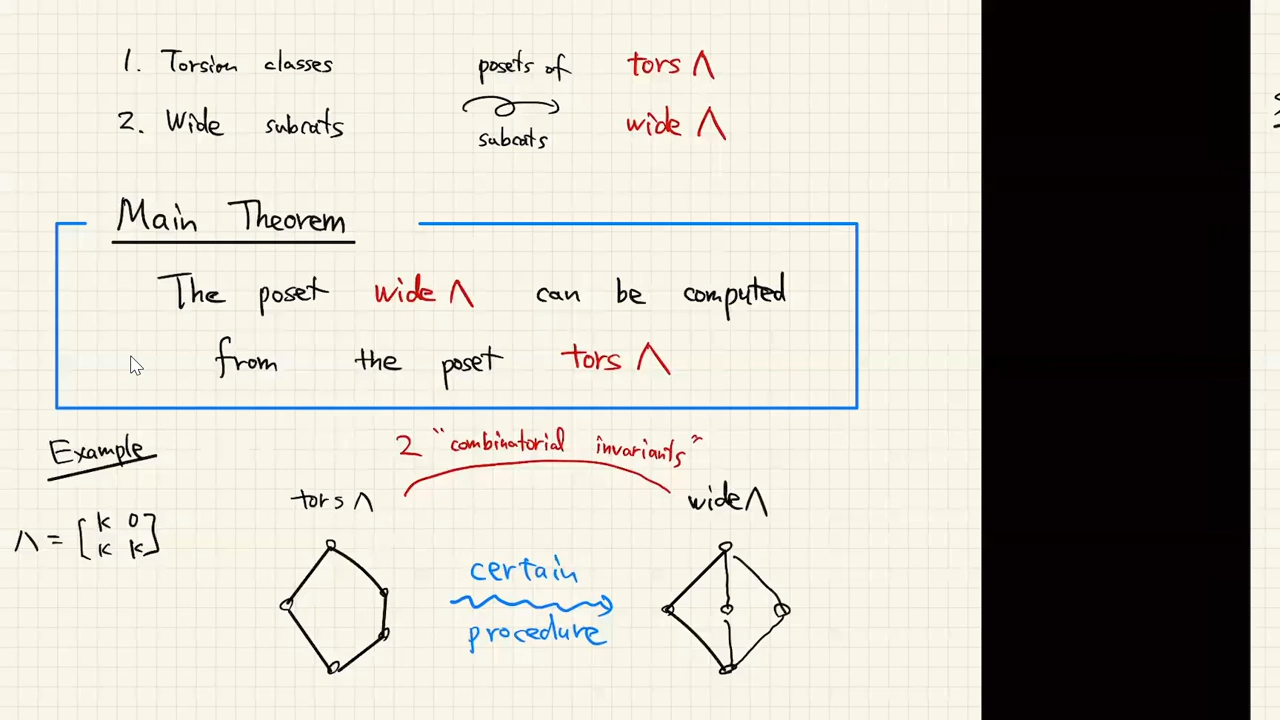 1. Torsion classes posets of tors Λ
2. Wide subcats subcats wide Λ
Main Theorem
The poset wide Λ can be computed
from the poset tors Λ
Example
2 "combinatorial invariants"
tors Λ wide Λ
Λ = [k 0
k k]
certain
procedure